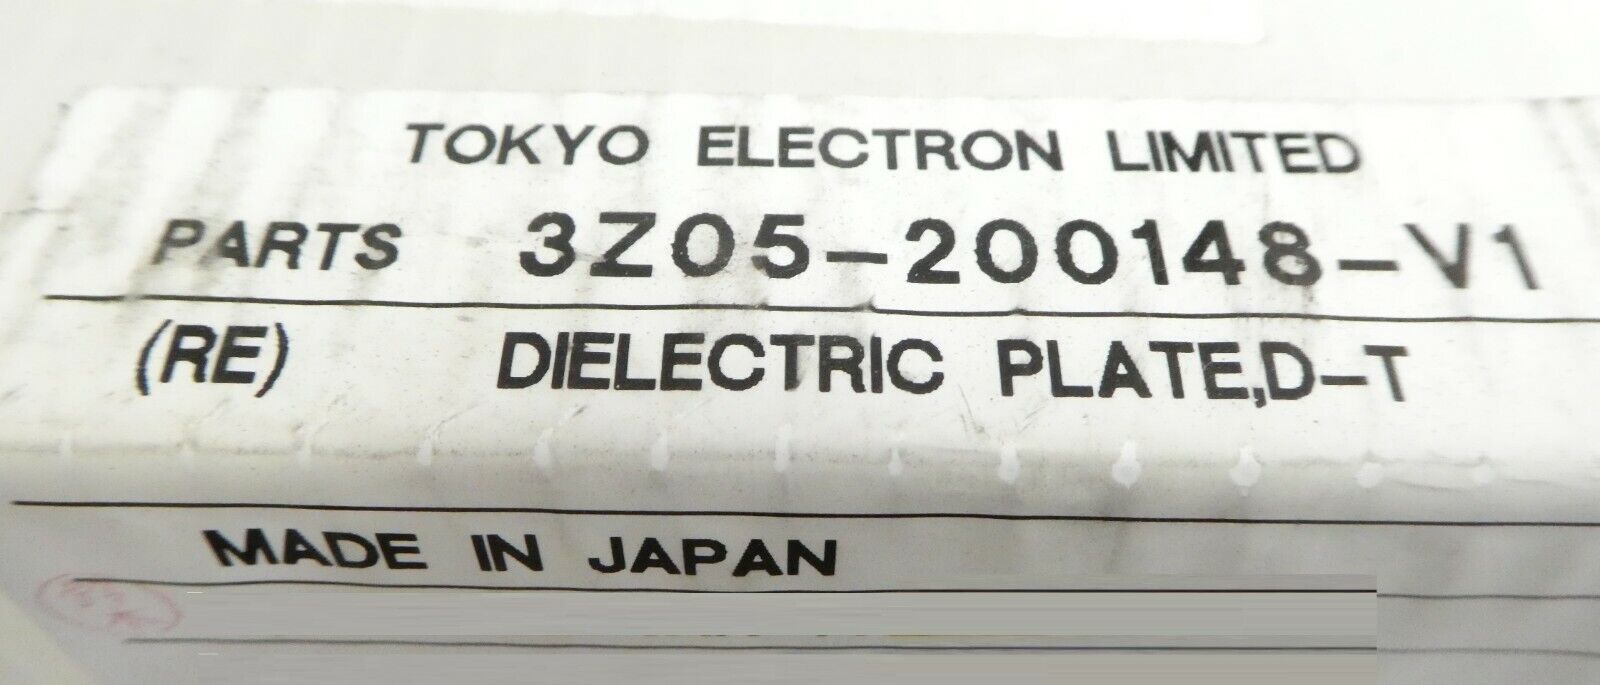 TOKYO ELECTRON LIMITED
PARTS 3Z05-200148-V1
(RE) DIELECTRIC PLATE,D-T
MADE IN JAPAN